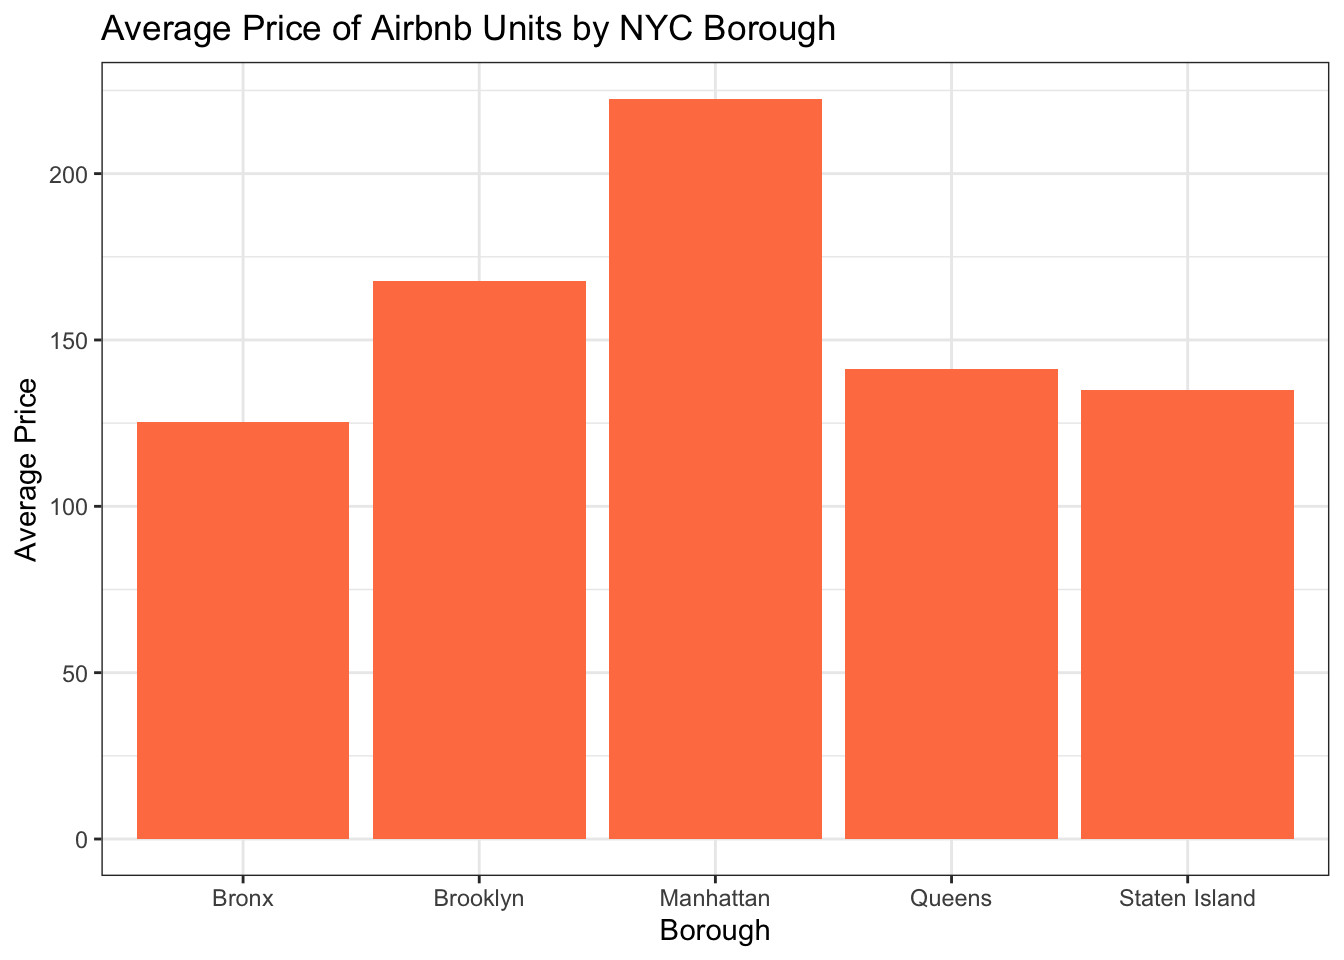 Average Price of Airbnb Units by NYC Borough
Average Price
200
150
100
50
0
Bronx Brooklyn Manhattan Queens Staten Island
Borough